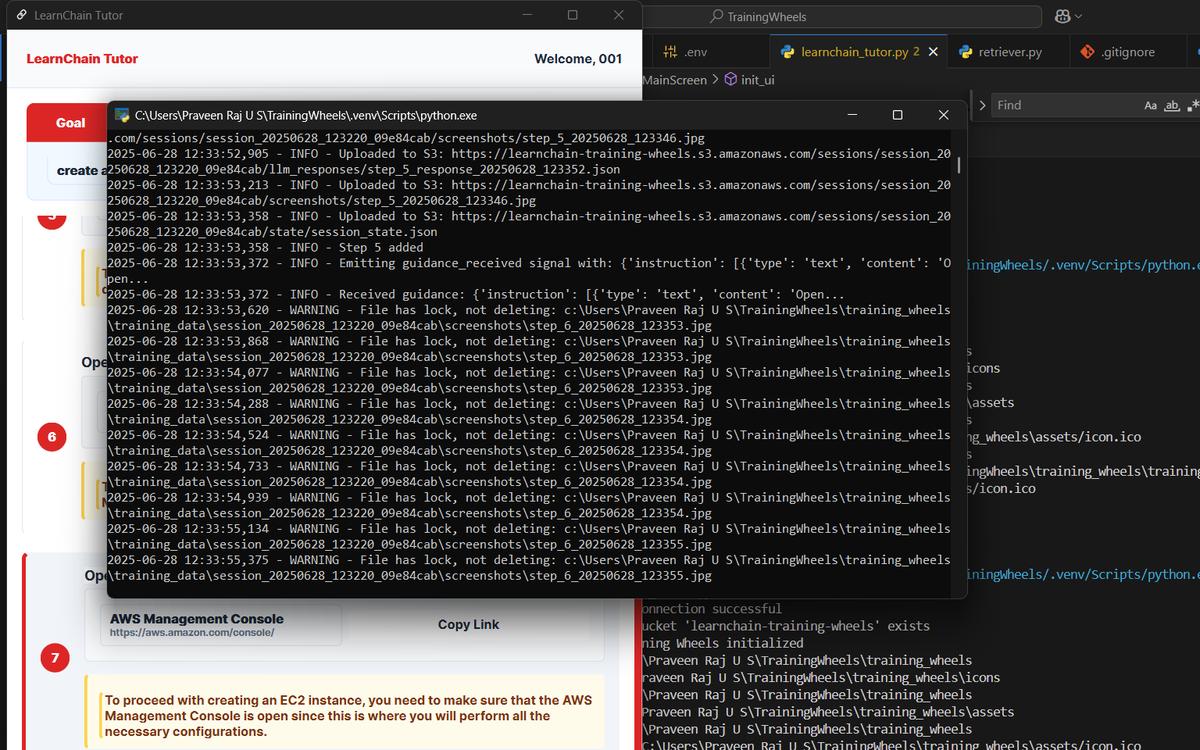 LearnChain Tutor
TrainingWheels
LearnChain Tutor
Welcome, 001
.env
learnchain_tutor.py 2
retriever.py
.gitignore
MainScreen > init_ui
Find
Aa
ab
Goal
create a
C:\Users\Praveen Raj U S\TrainingWheels\.venv\Scripts\python.exe
.com/sessions/session_20250628_123220_09e84cab/screenshots/step_5_20250628_123346.jpg
2025-06-28 12:33:52,905 - INFO - Uploaded to S3: https://learnchain-training-wheels.s3.amazonaws.com/sessions/session_20
250628_123220_09e84cab/llm_responses/step_5_response_20250628_123352.json
2025-06-28 12:33:53,213 - INFO - Uploaded to S3: https://learnchain-training-wheels.s3.amazonaws.com/sessions/session_20
250628_123220_09e84cab/screenshots/step_5_20250628_123346.jpg
2025-06-28 12:33:53,358 - INFO - Uploaded to S3: https://learnchain-training-wheels.s3.amazonaws.com/sessions/session_20
250628_123220_09e84cab/state/session_state.json
2025-06-28 12:33:53,358 - INFO - Step 5 added
2025-06-28 12:33:53,372 - INFO - Emitting guidance_received signal with: {'instruction': [{'type': 'text', 'content': 'O
pen...
2025-06-28 12:33:53,372 - INFO - Received guidance: {'instruction': [{'type': 'text', 'content': 'Open...
2025-06-28 12:33:53,620 - WARNING - File has lock, not deleting: c:\Users\Praveen Raj U S\TrainingWheels\training_wheels
\training_data\session_20250628_123220_09e84cab\screenshots\step_6_20250628_123353.jpg
2025-06-28 12:33:53,868 - WARNING - File has lock, not deleting: c:\Users\Praveen Raj U S\TrainingWheels\training_wheels
\training_data\session_20250628_123220_09e84cab\screenshots\step_6_20250628_123353.jpg
2025-06-28 12:33:54,077 - WARNING - File has lock, not deleting: c:\Users\Praveen Raj U S\TrainingWheels\training_wheels
\training_data\session_20250628_123220_09e84cab\screenshots\step_6_20250628_123353.jpg
2025-06-28 12:33:54,288 - WARNING - File has lock, not deleting: c:\Users\Praveen Raj U S\TrainingWheels\training_wheels
\training_data\session_20250628_123220_09e84cab\screenshots\step_6_20250628_123354.jpg
2025-06-28 12:33:54,524 - WARNING - File has lock, not deleting: c:\Users\Praveen Raj U S\TrainingWheels\training_wheels
\training_data\session_20250628_123220_09e84cab\screenshots\step_6_20250628_123354.jpg
2025-06-28 12:33:54,733 - WARNING - File has lock, not deleting: c:\Users\Praveen Raj U S\TrainingWheels\training_wheels
\training_data\session_20250628_123220_09e84cab\screenshots\step_6_20250628_123354.jpg
2025-06-28 12:33:54,939 - WARNING - File has lock, not deleting: c:\Users\Praveen Raj U S\TrainingWheels\training_wheels
\training_data\session_20250628_123220_09e84cab\screenshots\step_6_20250628_123354.jpg
2025-06-28 12:33:55,134 - WARNING - File has lock, not deleting: c:\Users\Praveen Raj U S\TrainingWheels\training_wheels
\training_data\session_20250628_123220_09e84cab\screenshots\step_6_20250628_123355.jpg
2025-06-28 12:33:55,375 - WARNING - File has lock, not deleting: c:\Users\Praveen Raj U S\TrainingWheels\training_wheels
\training_data\session_20250628_123220_09e84cab\screenshots\step_6_20250628_123355.jpg
Ope
6
Op
AWS Management Console
https://aws.amazon.com/console/
Copy Link
7
To proceed with creating an EC2 instance, you need to make sure that the AWS
Management Console is open since this is where you will perform all the
necessary configurations.
iningWheels/.venv/Scripts/python.e
s
icons
s
\assets
s
ng_wheels\assets/icon.ico
s
iningWheels\training_wheels\training
s/icon.ico
iningWheels/.venv/Scripts/python.e
onnection successful
ucket 'learnchain-training-wheels' exists
ning Wheels initialized
\Praveen Raj U S\TrainingWheels\training_wheels
raveen Raj U S\TrainingWheels\training_wheels\icons
\Praveen Raj U S\TrainingWheels\training_wheels
Praveen Raj U S\TrainingWheels\training_wheels\assets
\Praveen Raj U S\TrainingWheels\training_wheels
C:\Users\Praveen Raj U S\TrainingWheels\training_wheels\assets/icon.ico